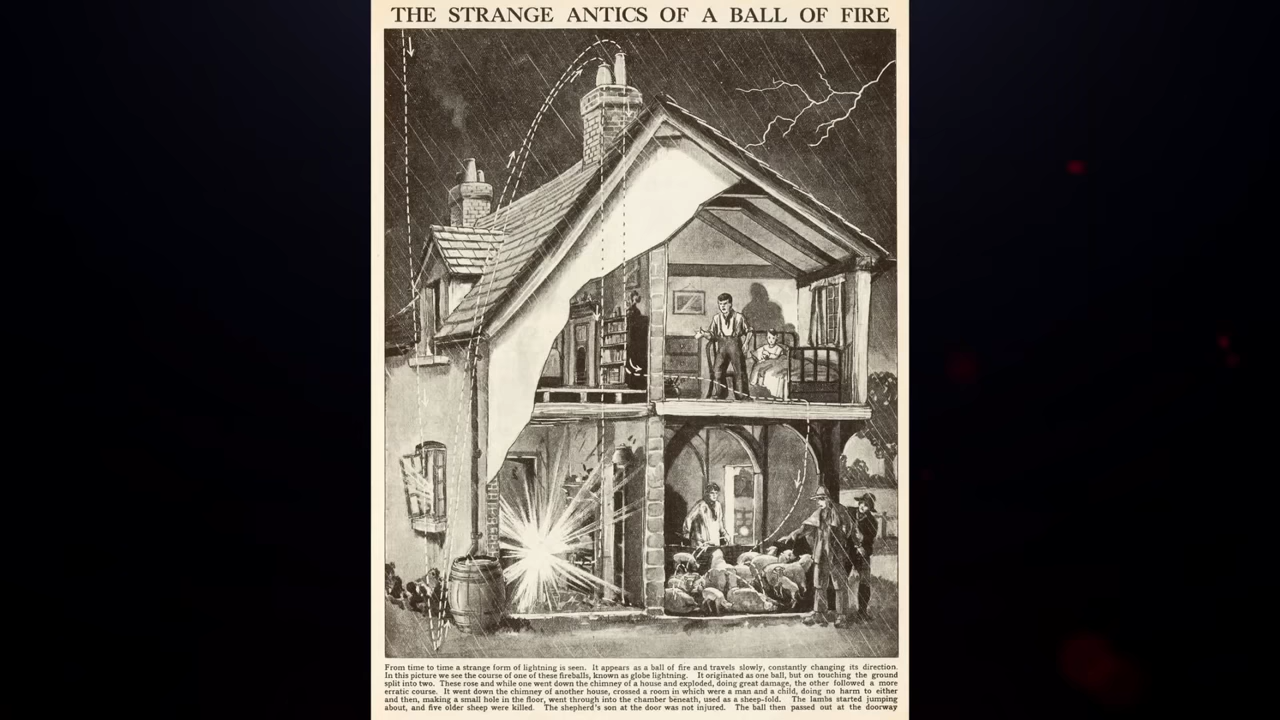 THE STRANGE ANTICS OF A BALL OF FIRE
From time to time a strange form of lightning is seen. It appears as a ball of fire and travels slowly, constantly changing its direction.
In this picture we see the course of one of these fireballs, known as globe lightning. It originated as one ball, but on touching the ground
split into two. These rose and while one went down the chimney of a house and exploded, doing great damage, the other followed a more
erratic course. It went down the chimney of another house, crossed a room in which were a man and a child, doing no harm to either
and then, making a small hole in the floor, went through into the chamber beneath, used as a sheep-fold. The lambs started jumping
about, and five older sheep were killed. The shepherd's son at the door was not injured. The ball then passed out at the doorway